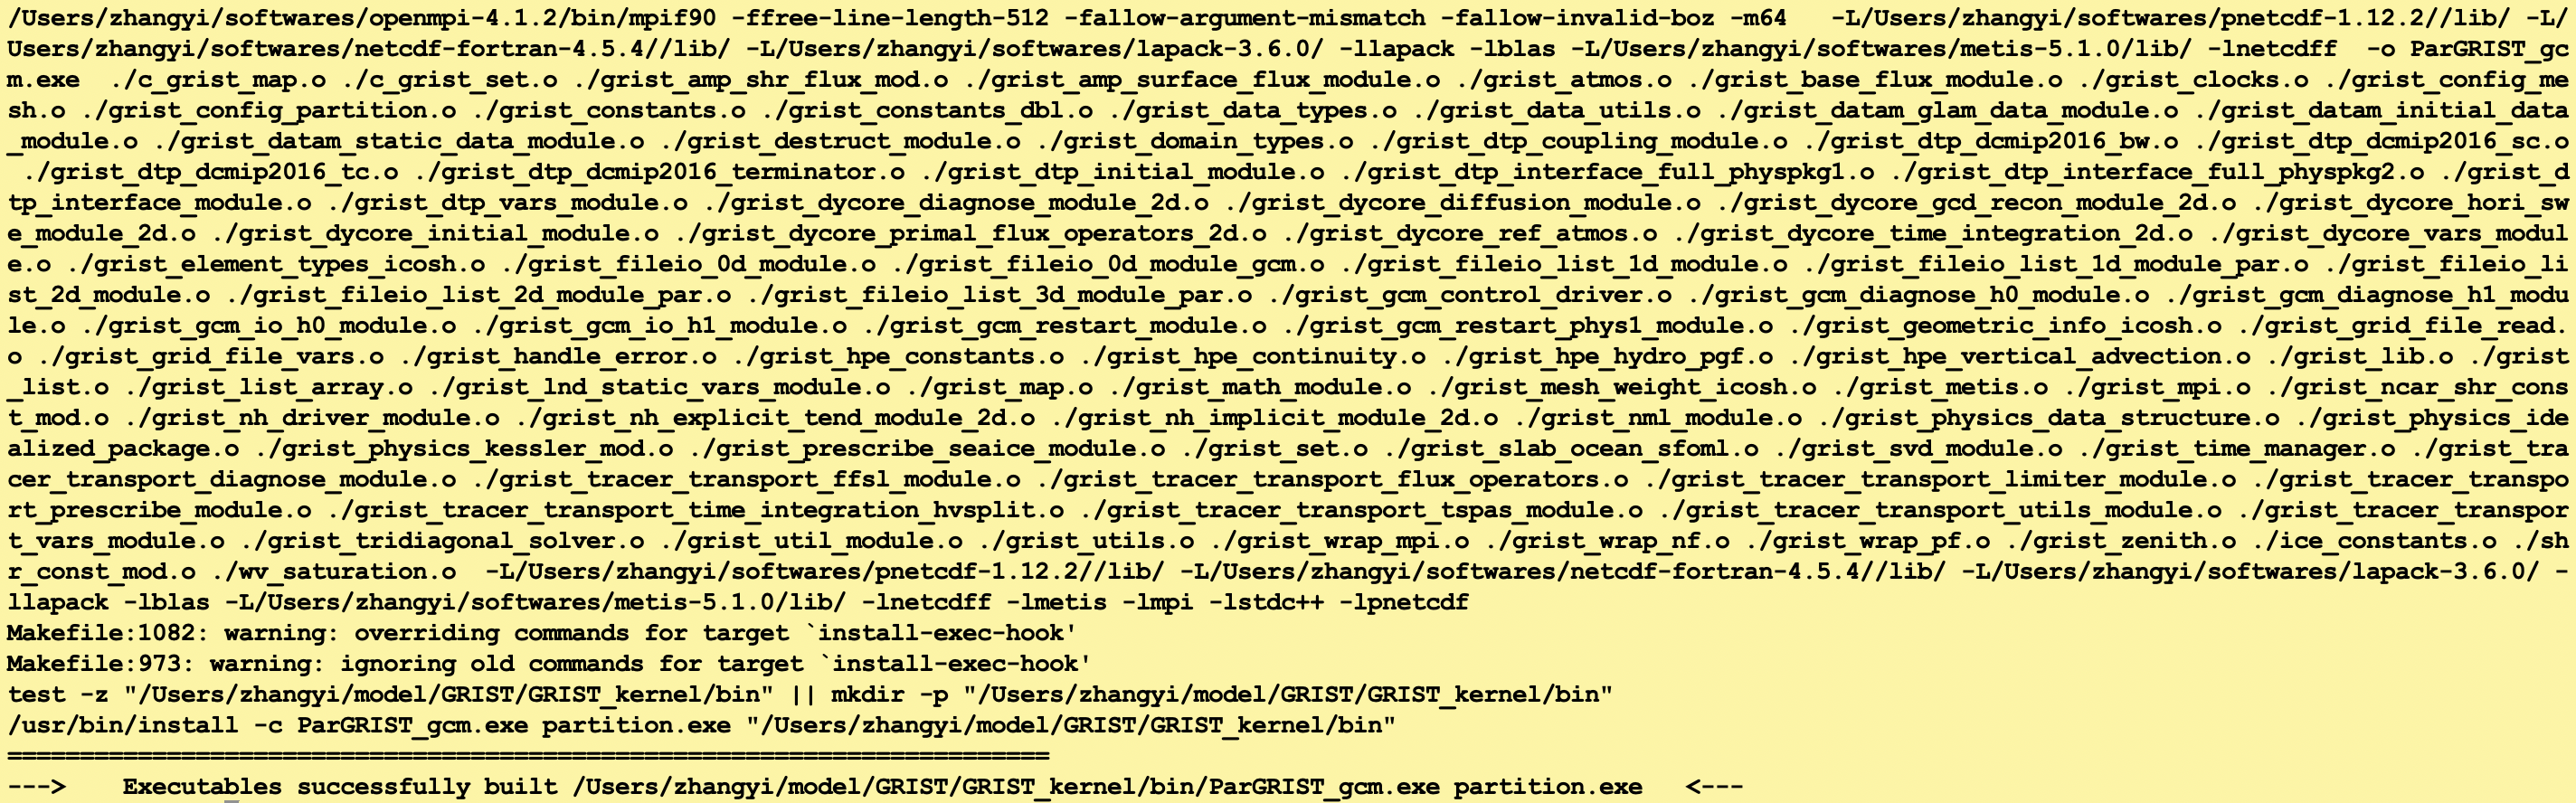 /Users/zhangyi/softwares/openmpi-4.1.2/bin/mpif90 -ffree-line-length-512 -fallow-argument-mismatch -fallow-invalid-boz -m64   -L/Users/zhangyi/softwares/pnetcdf-1.12.2//lib/ -L/
Users/zhangyi/softwares/netcdf-fortran-4.5.4//lib/ -L/Users/zhangyi/softwares/lapack-3.6.0/ -llapack -lblas -L/Users/zhangyi/softwares/metis-5.1.0/lib/ -lnetcdff  -o ParGRIST_gc
m.exe  ./c_grist_map.o ./c_grist_set.o ./grist_amp_shr_flux_mod.o ./grist_amp_surface_flux_module.o ./grist_atmos.o ./grist_base_flux_module.o ./grist_clocks.o ./grist_config_me
sh.o ./grist_config_partition.o ./grist_constants.o ./grist_constants_dbl.o ./grist_data_types.o ./grist_data_utils.o ./grist_datam_glam_data_module.o ./grist_datam_initial_data
_module.o ./grist_datam_static_data_module.o ./grist_destruct_module.o ./grist_domain_types.o ./grist_dtp_coupling_module.o ./grist_dtp_dcmip2016_bw.o ./grist_dtp_dcmip2016_sc.o
 ./grist_dtp_dcmip2016_tc.o ./grist_dtp_dcmip2016_terminator.o ./grist_dtp_initial_module.o ./grist_dtp_interface_full_physpkg1.o ./grist_dtp_interface_full_physpkg2.o ./grist_d
tp_interface_module.o ./grist_dtp_vars_module.o ./grist_dycore_diagnose_module_2d.o ./grist_dycore_diffusion_module.o ./grist_dycore_gcd_recon_module_2d.o ./grist_dycore_hori_sw
e_module_2d.o ./grist_dycore_initial_module.o ./grist_dycore_primal_flux_operators_2d.o ./grist_dycore_ref_atmos.o ./grist_dycore_time_integration_2d.o ./grist_dycore_vars_modul
e.o ./grist_element_types_icosh.o ./grist_fileio_0d_module.o ./grist_fileio_0d_module_gcm.o ./grist_fileio_list_1d_module.o ./grist_fileio_list_1d_module_par.o ./grist_fileio_li
st_2d_module.o ./grist_fileio_list_2d_module_par.o ./grist_fileio_list_3d_module_par.o ./grist_gcm_control_driver.o ./grist_gcm_diagnose_h0_module.o ./grist_gcm_diagnose_h1_modu
le.o ./grist_gcm_io_h0_module.o ./grist_gcm_io_h1_module.o ./grist_gcm_restart_module.o ./grist_gcm_restart_phys1_module.o ./grist_geometric_info_icosh.o ./grist_grid_file_read.
o ./grist_grid_file_vars.o ./grist_handle_error.o ./grist_hpe_constants.o ./grist_hpe_continuity.o ./grist_hpe_hydro_pgf.o ./grist_hpe_vertical_advection.o ./grist_lib.o ./grist
_list.o ./grist_list_array.o ./grist_lnd_static_vars_module.o ./grist_map.o ./grist_math_module.o ./grist_mesh_weight_icosh.o ./grist_metis.o ./grist_mpi.o ./grist_ncar_shr_cons
t_mod.o ./grist_nh_driver_module.o ./grist_nh_explicit_tend_module_2d.o ./grist_nh_implicit_module_2d.o ./grist_nml_module.o ./grist_physics_data_structure.o ./grist_physics_ide
alized_package.o ./grist_physics_kessler_mod.o ./grist_prescribe_seaice_module.o ./grist_set.o ./grist_slab_ocean_sfoml.o ./grist_svd_module.o ./grist_time_manager.o ./grist_tra
cer_transport_diagnose_module.o ./grist_tracer_transport_ffsl_module.o ./grist_tracer_transport_flux_operators.o ./grist_tracer_transport_limiter_module.o ./grist_tracer_transpo
rt_prescribe_module.o ./grist_tracer_transport_time_integration_hvsplit.o ./grist_tracer_transport_tspas_module.o ./grist_tracer_transport_utils_module.o ./grist_tracer_transpor
t_vars_module.o ./grist_tridiagonal_solver.o ./grist_util_module.o ./grist_utils.o ./grist_wrap_mpi.o ./grist_wrap_nf.o ./grist_wrap_pf.o ./grist_zenith.o ./ice_constants.o ./sh
r_const_mod.o ./wv_saturation.o  -L/Users/zhangyi/softwares/pnetcdf-1.12.2//lib/ -L/Users/zhangyi/softwares/netcdf-fortran-4.5.4//lib/ -L/Users/zhangyi/softwares/lapack-3.6.0/ -
llapack -lblas -L/Users/zhangyi/softwares/metis-5.1.0/lib/ -lnetcdff -lmetis -lmpi -lstdc++ -lpnetcdf
Makefile:1082: warning: overriding commands for target `install-exec-hook'
Makefile:973: warning: ignoring old commands for target `install-exec-hook'
test -z "/Users/zhangyi/model/GRIST/GRIST_kernel/bin" || mkdir -p "/Users/zhangyi/model/GRIST/GRIST_kernel/bin"
/usr/bin/install -c ParGRIST_gcm.exe partition.exe "/Users/zhangyi/model/GRIST/GRIST_kernel/bin"
========================================================================
--->    Executables successfully built /Users/zhangyi/model/GRIST/GRIST_kernel/bin/ParGRIST_gcm.exe partition.exe   <---